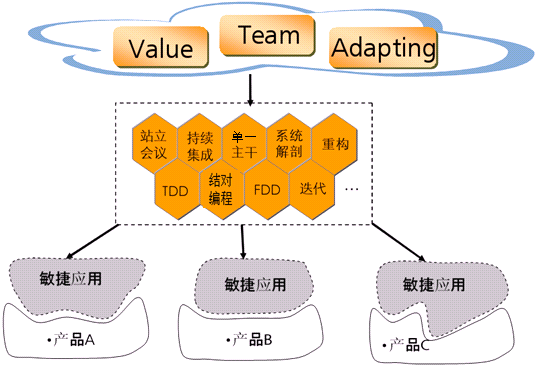 Value
Team
Adapting
站立
会议
持续
集成
单一
主干
系统
解剖
重构
TDD
结对
编程
FDD
迭代
…
敏捷应用
敏捷应用
敏捷应用
•产品A
•产品B
•产品C